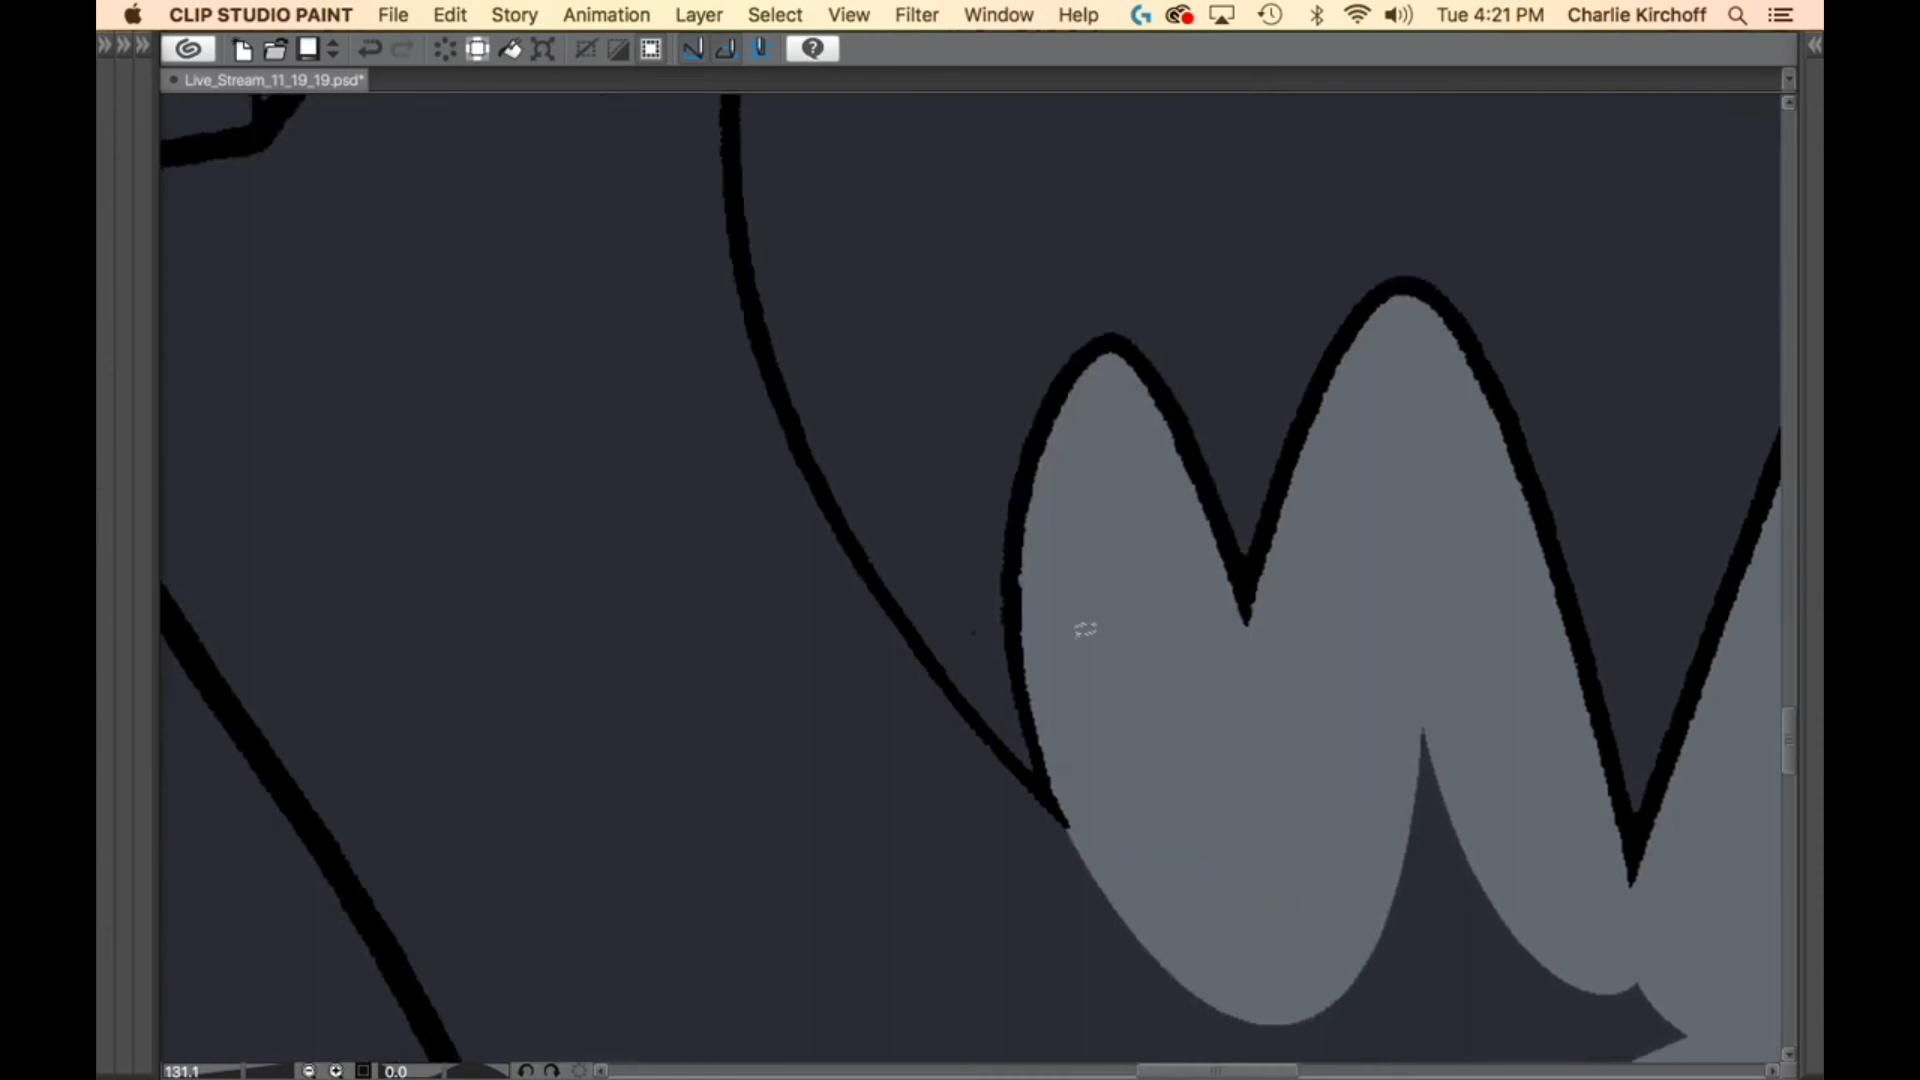 CLIP STUDIO PAINT File Edit Story Animation Layer Select View Filter Window Help Tue 4:21 PM Charlie Kirchoff
Live_Stream_11_19_19.psd*
131.1 0.0